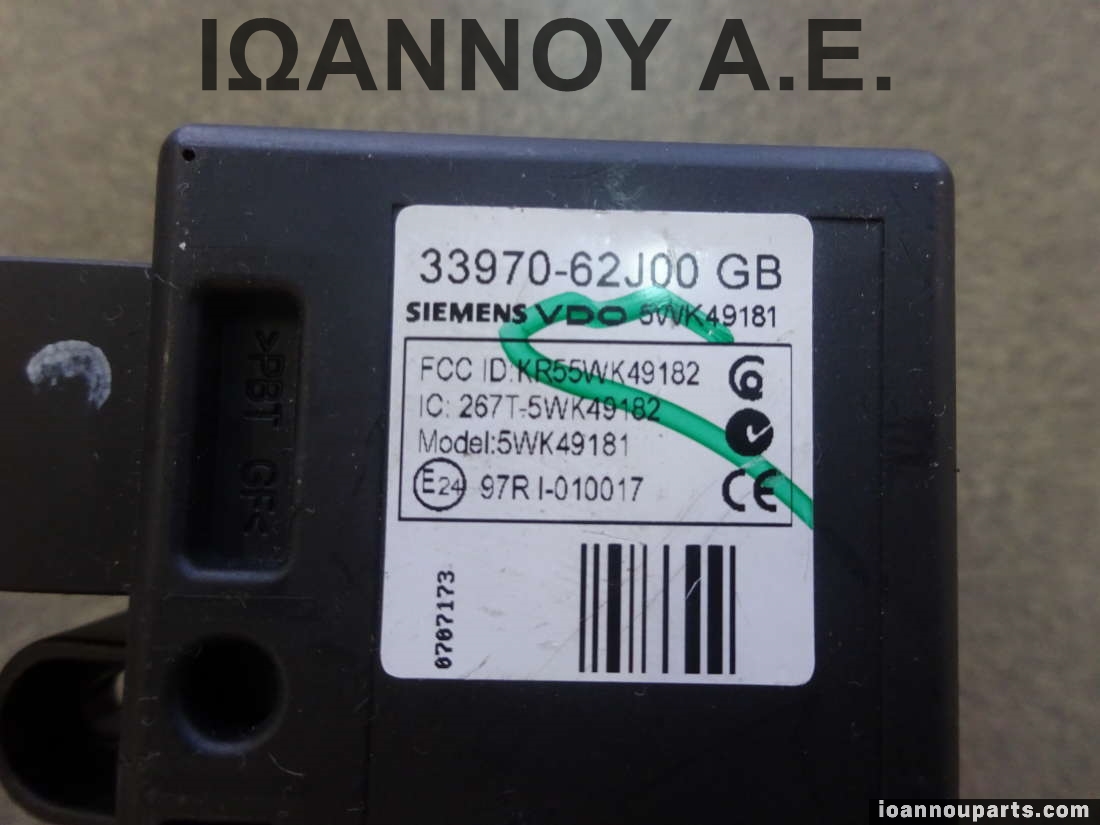 ΙΩΑΝΝΟΥ Α.Ε.
33970-62J00 GB
SIEMENS VDO 5WK49181
FCC ID:KR55WK49182
IC: 267T-5WK49182
Model:5WK49181
E24 97R I-010017 CE
0707173
>PBT GF<
ioannouparts.com